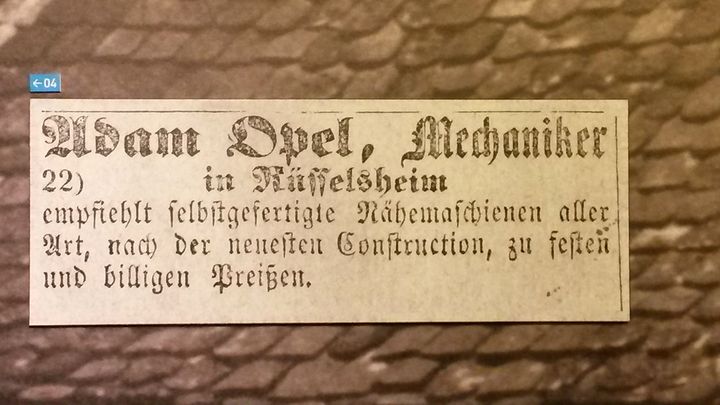 ←04
Adam Opel, Mechaniker
22) in Rüsselsheim
empfiehlt selbstgefertigte Nähemaschienen aller
Art, nach der neuesten Construction, zu festen
und billigen Preißen.